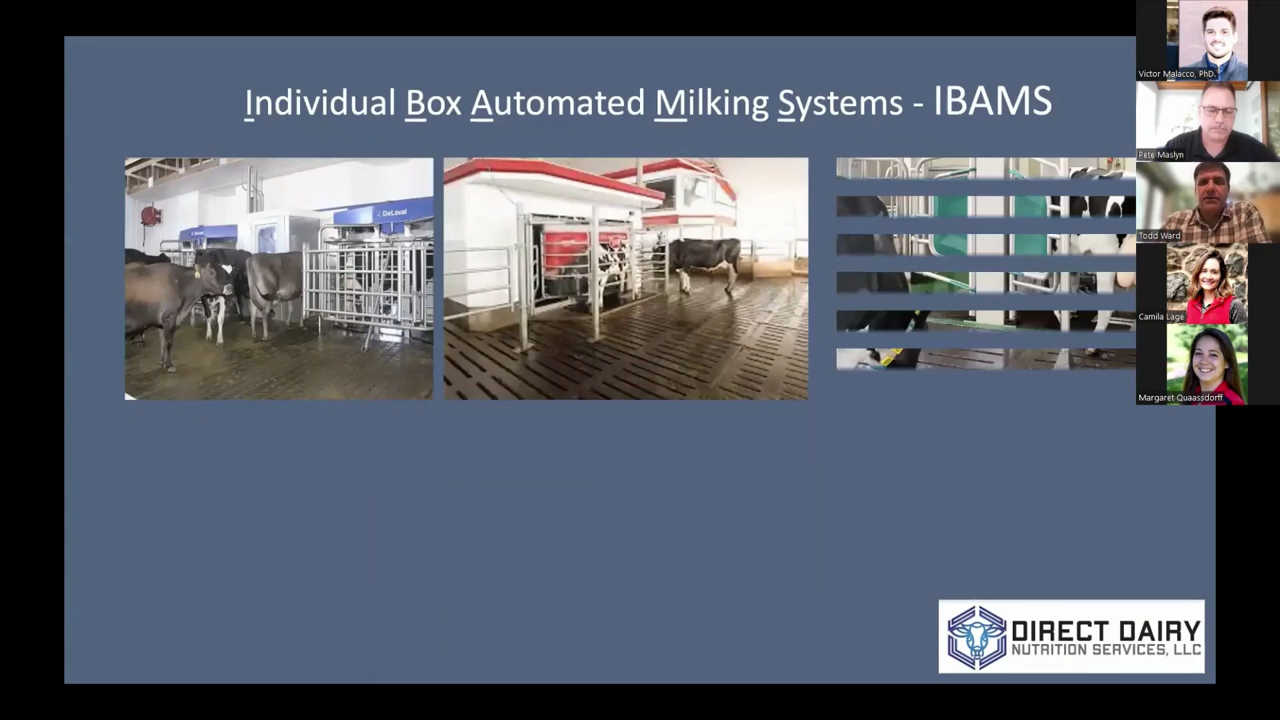 Individual Box Automated Milking Systems - IBAMS
DeLaval
DIRECT DAIRY
NUTRITION SERVICES, LLC
Victor Malacco, PhD.
Pete Maslyn
Todd Ward
Camila Lage
Margaret Quaassdorff